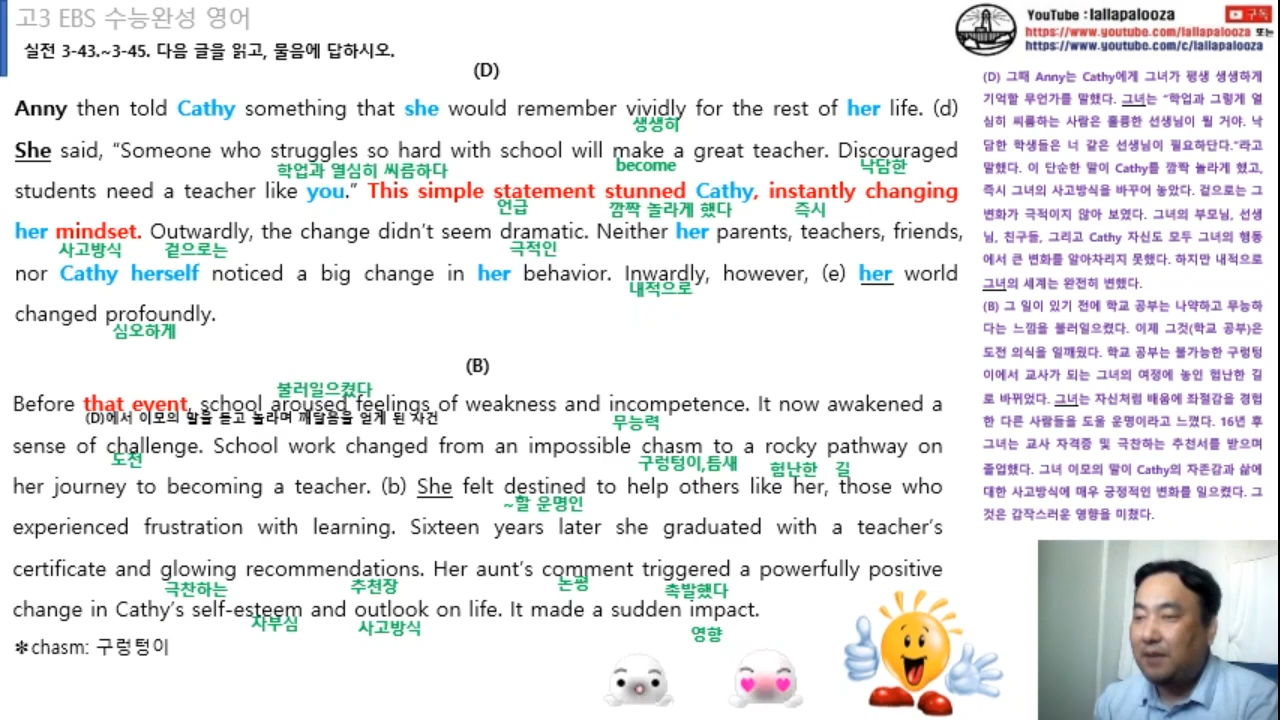 고3 EBS 수능완성 영어
실전 3-43.~3-45. 다음 글을 읽고, 물음에 답하시오.
YouTube : lallapalooza
구독
https://www.youtube.com/lallapalooza 또는
https://www.youtube.com/c/lallapalooza
(D)
Anny then told Cathy something that she would remember vividly for the rest of her life. (d)
생생히
She said, “Someone who struggles so hard with school will make a great teacher. Discouraged
학업과 열심히 씨름하다 become 낙담한
students need a teacher like you.” This simple statement stunned Cathy, instantly changing
언급 깜짝 놀라게 했다 즉시
her mindset. Outwardly, the change didn’t seem dramatic. Neither her parents, teachers, friends,
사고방식 겉으로는 극적인
nor Cathy herself noticed a big change in her behavior. Inwardly, however, (e) her world
내적으로
changed profoundly.
심오하게
(B)
불러일으켰다
Before that event, school aroused feelings of weakness and incompetence. It now awakened a
(D)에서 이모의 말을 듣고 놀라며 깨달음을 얻게 된 사건 무능력
sense of challenge. School work changed from an impossible chasm to a rocky pathway on
도전 구렁텅이,틈새 험난한 길
her journey to becoming a teacher. (b) She felt destined to help others like her, those who
~할 운명인
experienced frustration with learning. Sixteen years later she graduated with a teacher’s
certificate and glowing recommendations. Her aunt’s comment triggered a powerfully positive
극찬하는 추천장 논평 촉발했다
change in Cathy’s self-esteem and outlook on life. It made a sudden impact.
자부심 사고방식 영향
✻chasm: 구렁텅이
(D) 그때 Anny는 Cathy에게 그녀가 평생 생생하게
기억할 무언가를 말했다. 그녀는 “학업과 그렇게 열
심히 씨름하는 사람은 훌륭한 선생님이 될 거야. 낙
담한 학생들은 너 같은 선생님이 필요하단다.”라고
말했다. 이 단순한 말이 Cathy를 깜짝 놀라게 했고,
즉시 그녀의 사고방식을 바꾸어 놓았다. 겉으로는 그
변화가 극적이지 않아 보였다. 그녀의 부모님, 선생
님, 친구들, 그리고 Cathy 자신도 모두 그녀의 행동
에서 큰 변화를 알아차리지 못했다. 하지만 내적으로
그녀의 세계는 완전히 변했다.
(B) 그 일이 있기 전에 학교 공부는 나약하고 무능하
다는 느낌을 불러일으켰다. 이제 그것(학교 공부)은
도전 의식을 일깨웠다. 학교 공부는 불가능한 구렁텅
이에서 교사가 되는 그녀의 여정에 놓인 험난한 길
로 바뀌었다. 그녀는 자신처럼 배움에 좌절감을 경험
한 다른 사람들을 도울 운명이라고 느꼈다. 16년 후
그녀는 교사 자격증 및 극찬하는 추천서를 받으며
졸업했다. 그녀 이모의 말이 Cathy의 자존감과 삶에
대한 사고방식에 매우 긍정적인 변화를 일으켰다. 그
것은 갑작스러운 영향을 미쳤다.